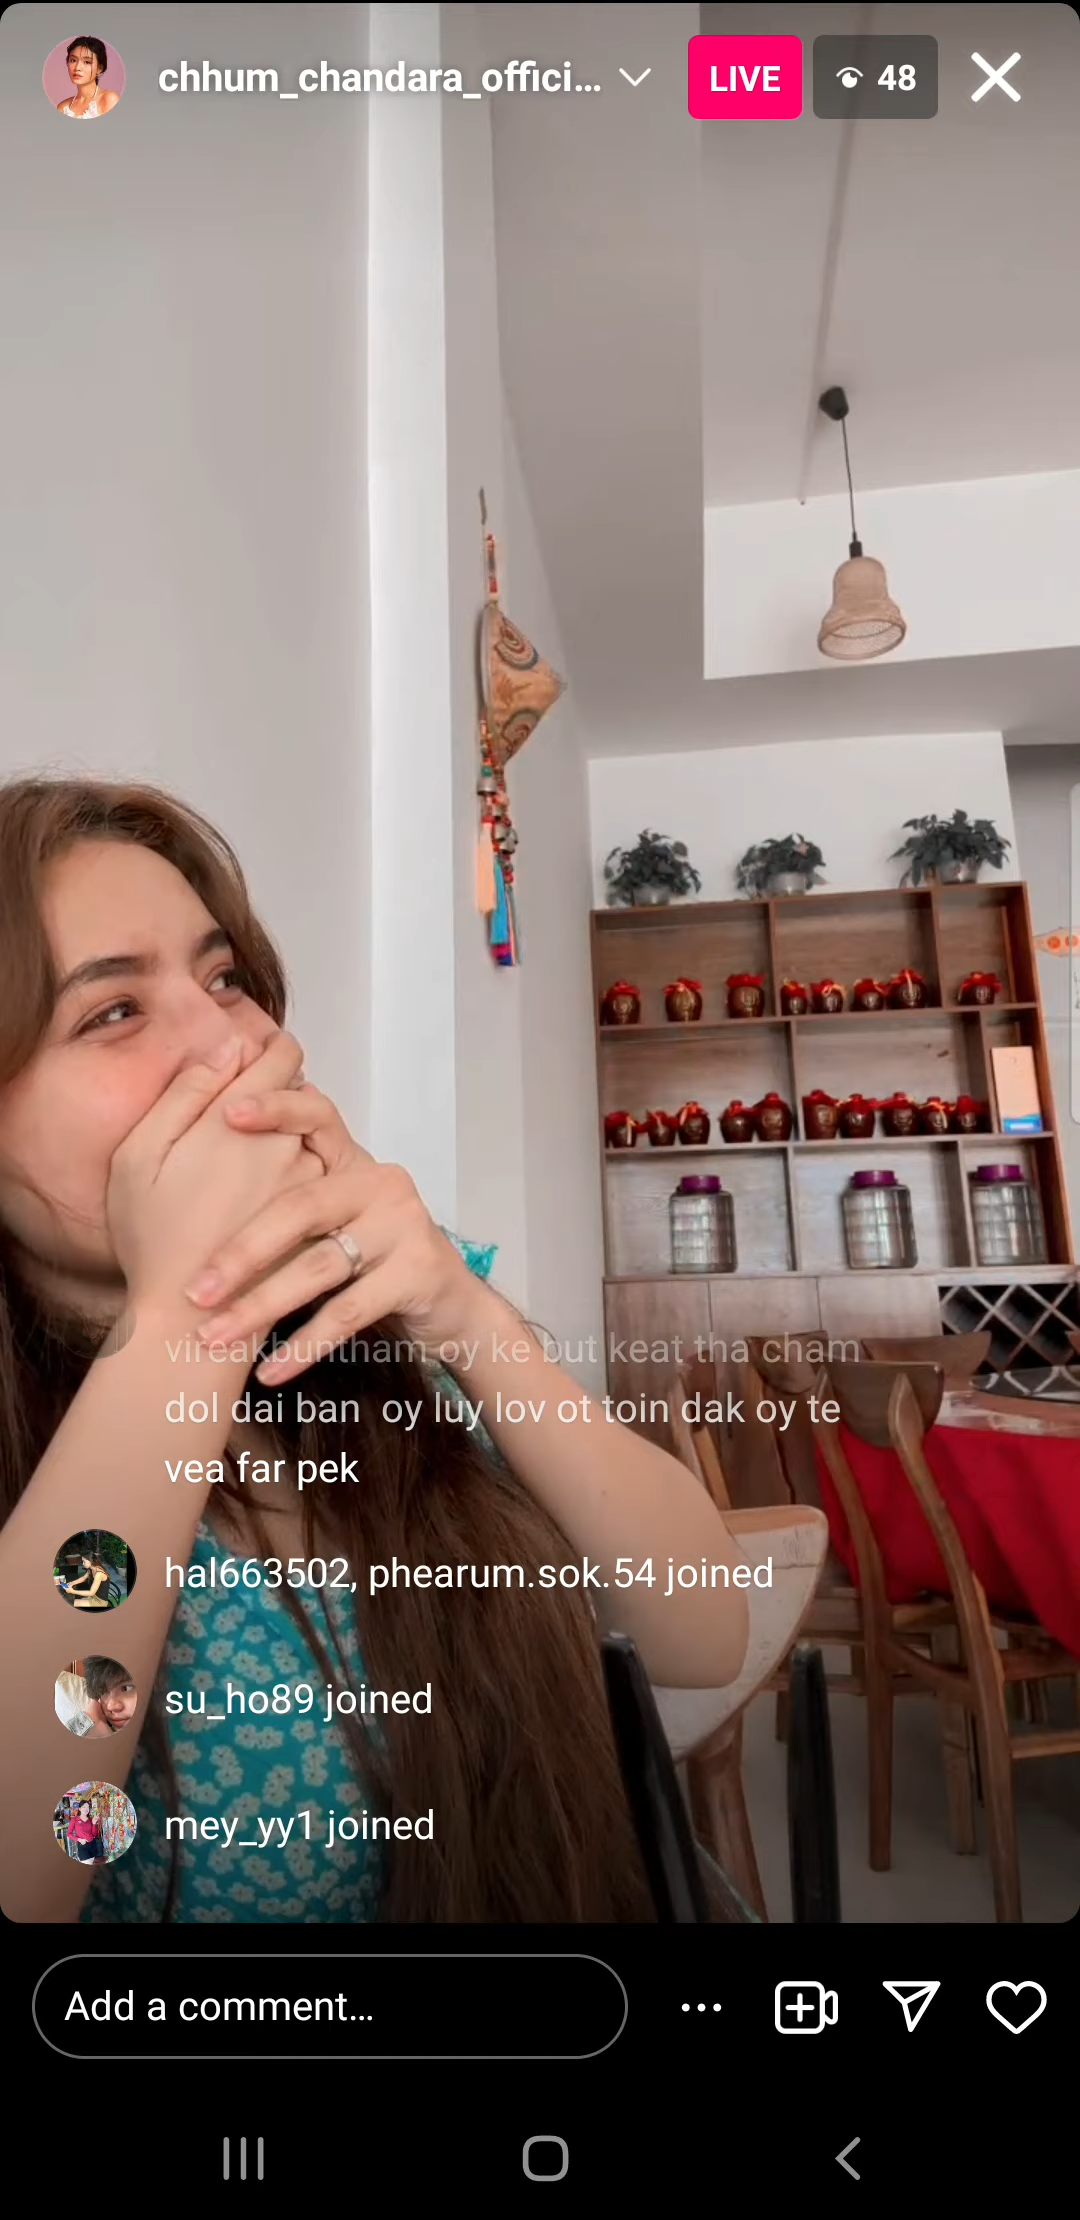 chhum_chandara_offici...
LIVE
48
vireakbuntham oy ke but keat tha cham
dol dai ban oy luy lov ot toin dak oy te
vea far pek
hal663502, phearum.sok.54 joined
su_ho89 joined
mey_yy1 joined
Add a comment...